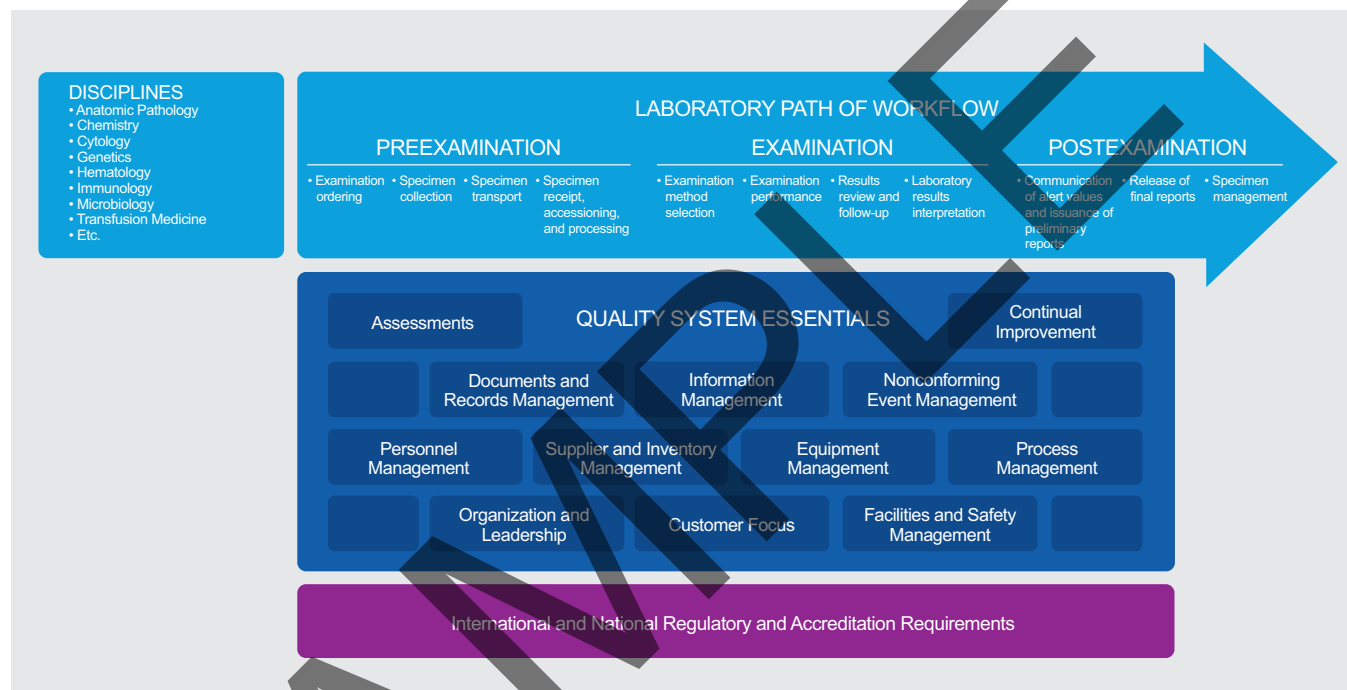 DISCIPLINES
• Anatomic Pathology
• Chemistry
• Cytology
• Genetics
• Hematology
• Immunology
• Microbiology
• Transfusion Medicine
• Etc.
LABORATORY PATH OF WORKFLOW
PREEXAMINATION
• Examination
ordering
• Specimen
collection
• Specimen
transport
• Specimen
receipt,
accessioning,
and processing
EXAMINATION
• Examination
method
selection
• Examination
performance
• Results
review and
follow-up
• Laboratory
results
interpretation
POSTEXAMINATION
• Communication
of alert values
and issuance of
preliminary
reports
• Release of
final reports
• Specimen
management
QUALITY SYSTEM ESSENTIALS
Assessments
Continual
Improvement
Documents and
Records Management
Information
Management
Nonconforming
Event Management
Personnel
Management
Supplier and Inventory
Management
Equipment
Management
Process
Management
Organization and
Leadership
Customer Focus
Facilities and Safety
Management
International and National Regulatory and Accreditation Requirements
MPLE